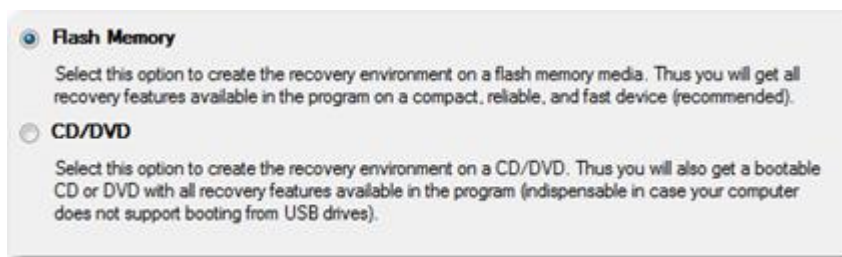 Flash Memory
Select this option to create the recovery environment on a flash memory media. Thus you will get all
recovery features available in the program on a compact, reliable, and fast device (recommended).
CD/DVD
Select this option to create the recovery environment on a CD/DVD. Thus you will also get a bootable
CD or DVD with all recovery features available in the program (indispensable in case your computer
does not support booting from USB drives).